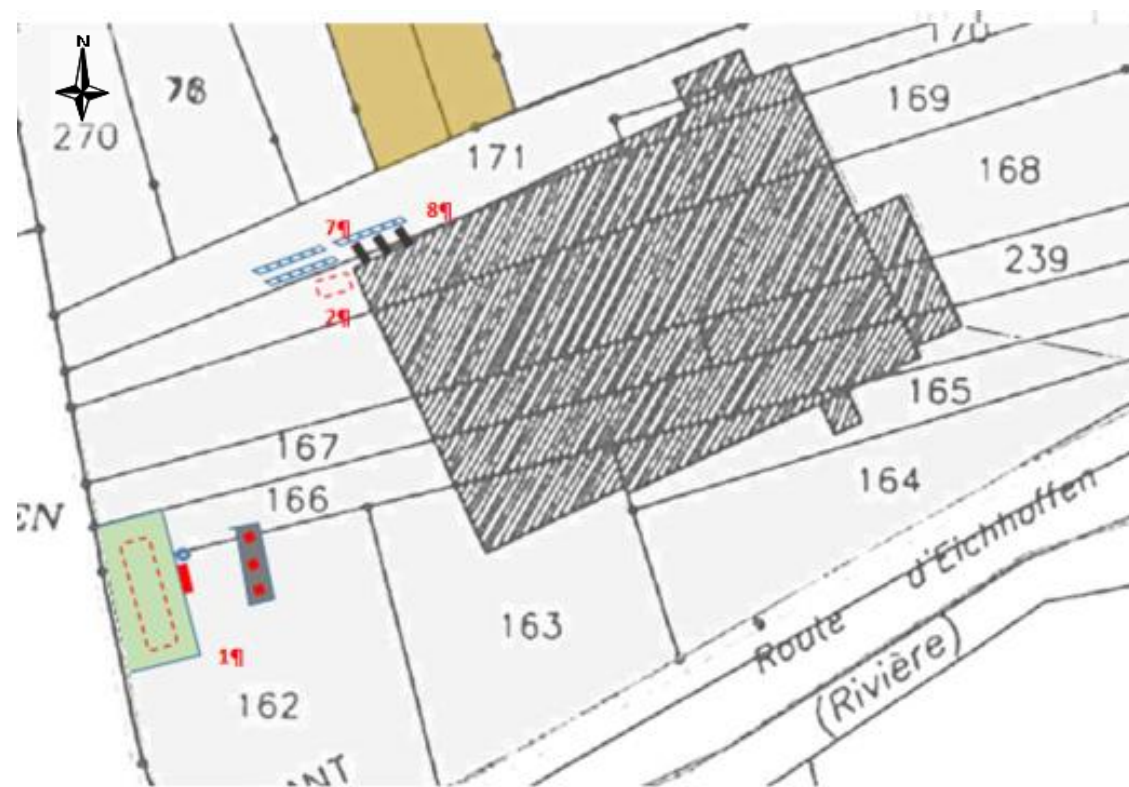 N
78
270
171
169
168
7¶
8¶
239
2¶
165
167
166
164
EN
d'Eichhoffen
Route
163
1¶
162
(Rivière)
ANT